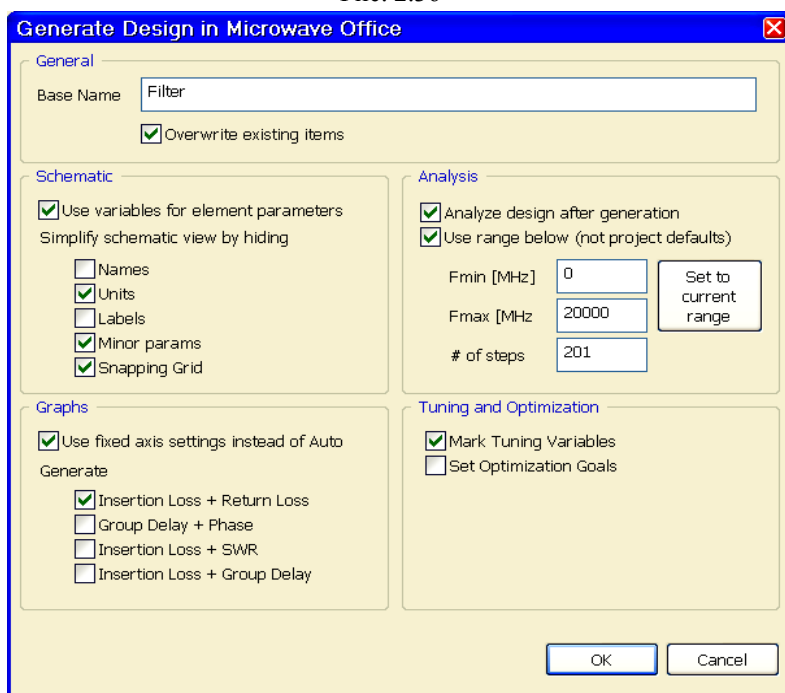 Generate Design in Microwave Office
General
Base Name Filter
Overwrite existing items
Schematic
Use variables for element parameters
Simplify schematic view by hiding
Names
Units
Labels
Minor params
Snapping Grid
Analysis
Analyze design after generation
Use range below (not project defaults)
Fmin [MHz] 0
Fmax [MHz 20000
# of steps 201
Set to
current
range
Graphs
Use fixed axis settings instead of Auto
Generate
Insertion Loss + Return Loss
Group Delay + Phase
Insertion Loss + SWR
Insertion Loss + Group Delay
Tuning and Optimization
Mark Tuning Variables
Set Optimization Goals
OK
Cancel